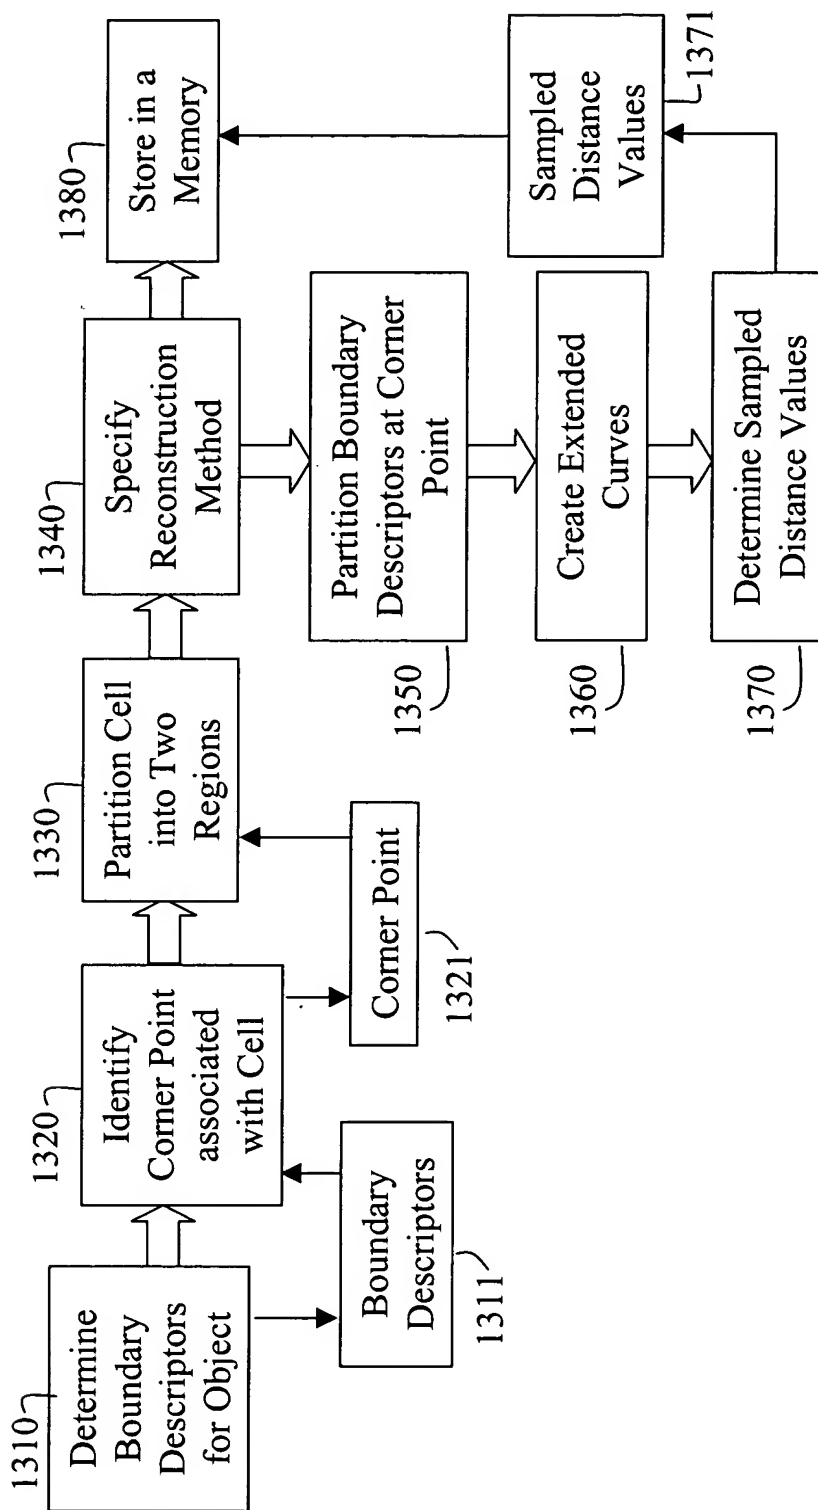 1310
Determine
Boundary
Descriptors
for Object
1320
Identify
Corner Point
associated
with Cell
1330
Partition Cell
into Two
Regions
1340
Specify
Reconstruction
Method
1380
Store in a
Memory
Boundary
Descriptors
1311
Corner Point
1321
Partition Boundary
Descriptors at Corner
Point
1350
Create Extended
Curves
1360
Determine Sampled
Distance Values
1370
Sampled
Distance
Values
1371